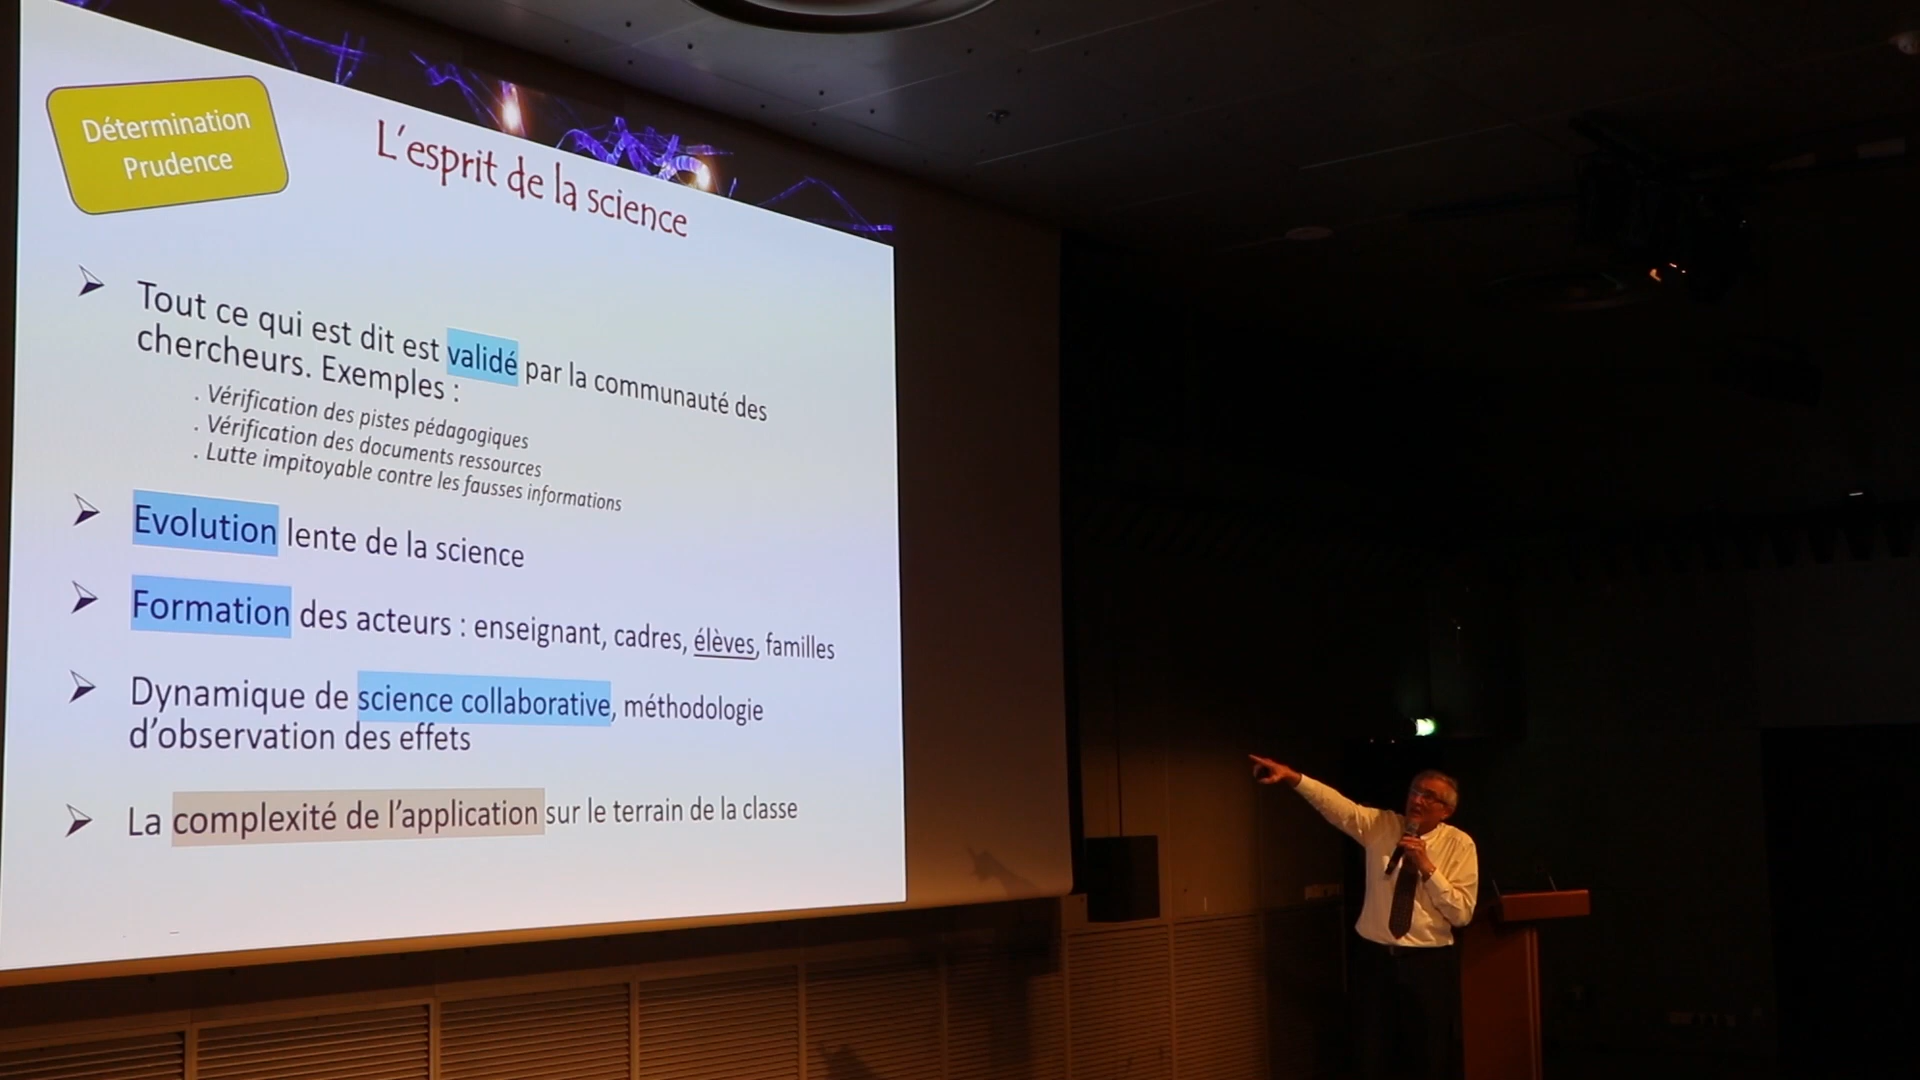 Détermination
Prudence
L'esprit de la science
Tout ce qui est dit est validé par la communauté des
chercheurs. Exemples :
. Vérification des pistes pédagogiques
. Vérification des documents ressources
. Lutte impitoyable contre les fausses informations
Evolution lente de la science
Formation des acteurs : enseignant, cadres, élèves, familles
Dynamique de science collaborative, méthodologie
d'observation des effets
La complexité de l'application sur le terrain de la classe